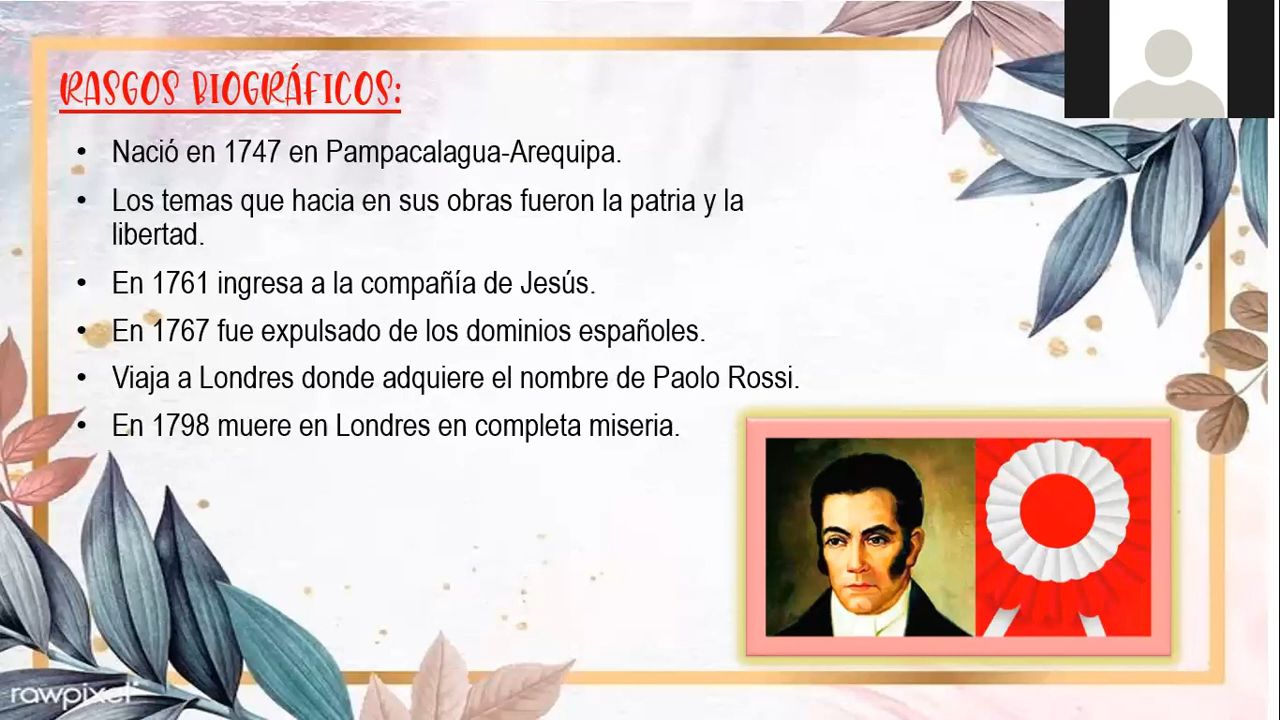 RASGOS BIOGRÁFICOS:
• Nació en 1747 en Pampacalagua-Arequipa.
• Los temas que hacia en sus obras fueron la patria y la
libertad.
• En 1761 ingresa a la compañía de Jesús.
• En 1767 fue expulsado de los dominios españoles.
• Viaja a Londres donde adquiere el nombre de Paolo Rossi.
• En 1798 muere en Londres en completa miseria.
rawpixel